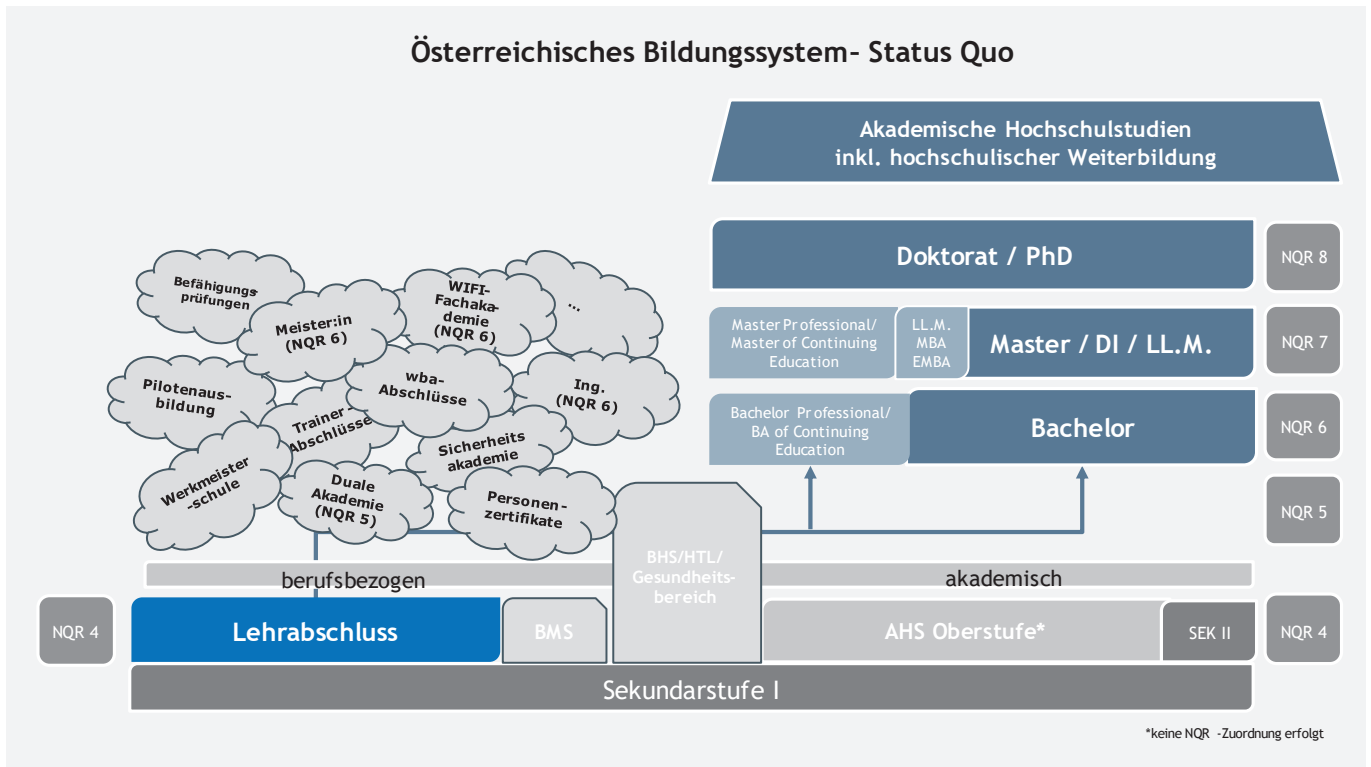 Österreichisches Bildungssystem– Status Quo
Akademische Hochschulstudien
inkl. hochschulischer Weiterbildung
Doktorat / PhD
NQR 8
Master Professional/
Master of Continuing
Education
LL.M.
MBA
EMBA
Master / DI / LL.M.
NQR 7
Bachelor Professional/
BA of Continuing
Education
Bachelor
NQR 6
NQR 5
Befähigungs-
prüfungen
Meister:in
(NQR 6)
WIFI-
Fachaka-
demie
(NQR 6)
...
Pilotenaus-
bildung
Trainer-
Abschlüsse
wba-
Abschlüsse
Ing.
(NQR 6)
Werkmeister
-schule
Duale
Akademie
(NQR 5)
Sicherheits
akademie
Personen-
zertifikate
BHS/HTL/
Gesundheits-
bereich
berufsbezogen
akademisch
NQR 4
Lehrabschluss
BMS
AHS Oberstufe*
SEK II
NQR 4
Sekundarstufe I
*keine NQR -Zuordnung erfolgt